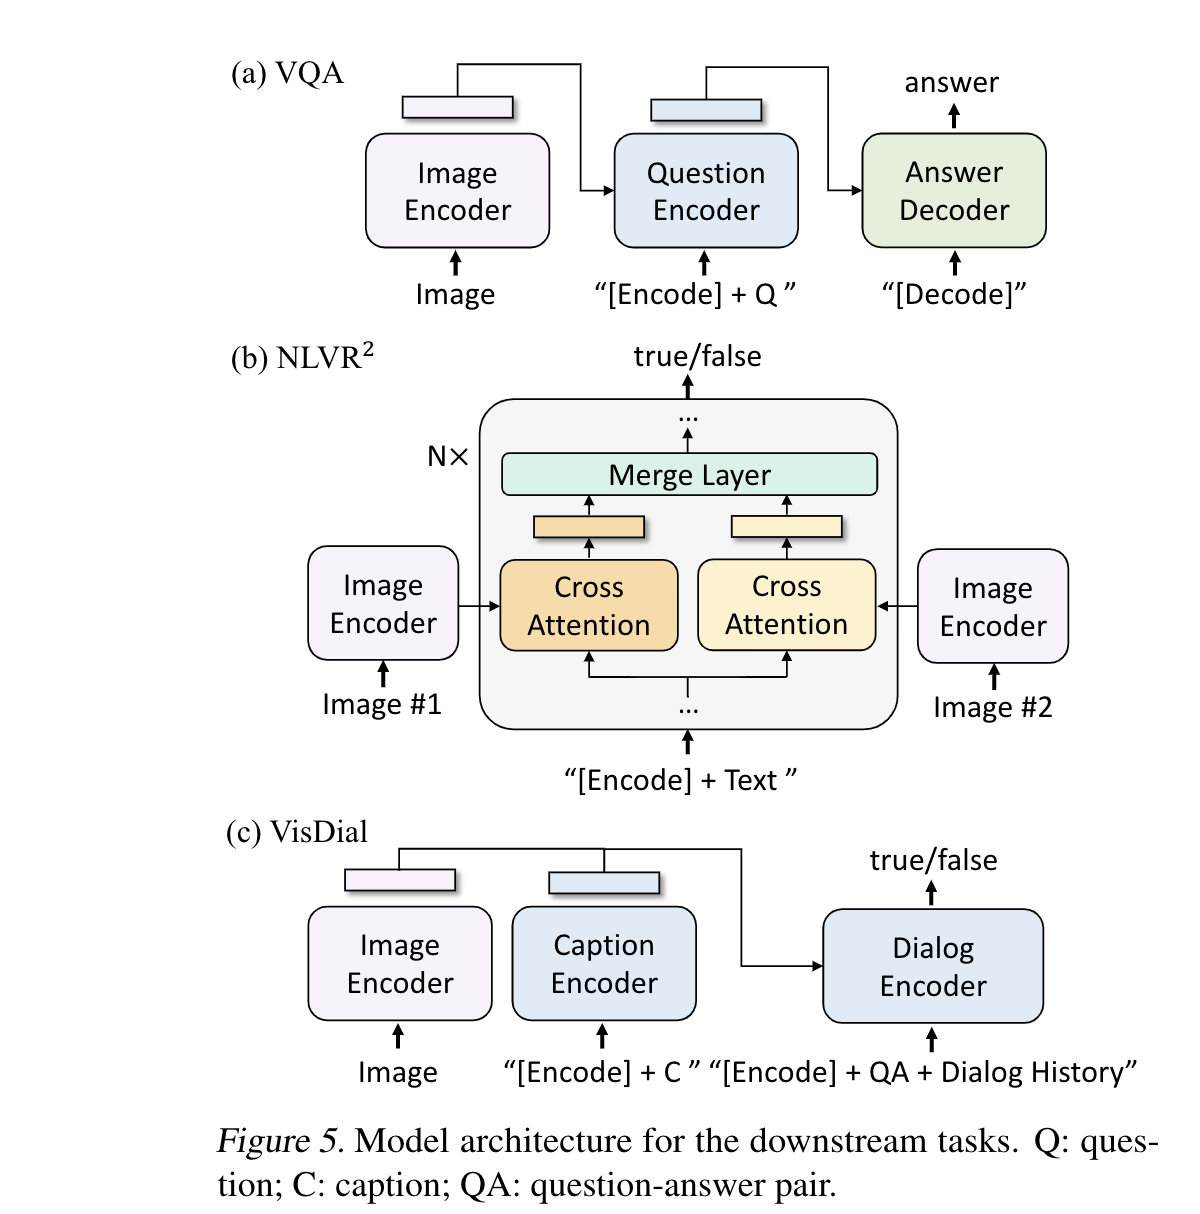 (a) VQA
answer
Image
Encoder
Question
Encoder
Answer
Decoder
Image
“[Encode] + Q ”
“[Decode]”
(b) NLVR²
true/false
...
N×
Merge Layer
Image
Encoder
Cross
Attention
Cross
Attention
Image
Encoder
Image #1
...
Image #2
“[Encode] + Text ”
(c) VisDial
true/false
Image
Encoder
Caption
Encoder
Dialog
Encoder
Image
“[Encode] + C ”
“[Encode] + QA + Dialog History”
Figure 5. Model architecture for the downstream tasks. Q: ques-
tion; C: caption; QA: question-answer pair.